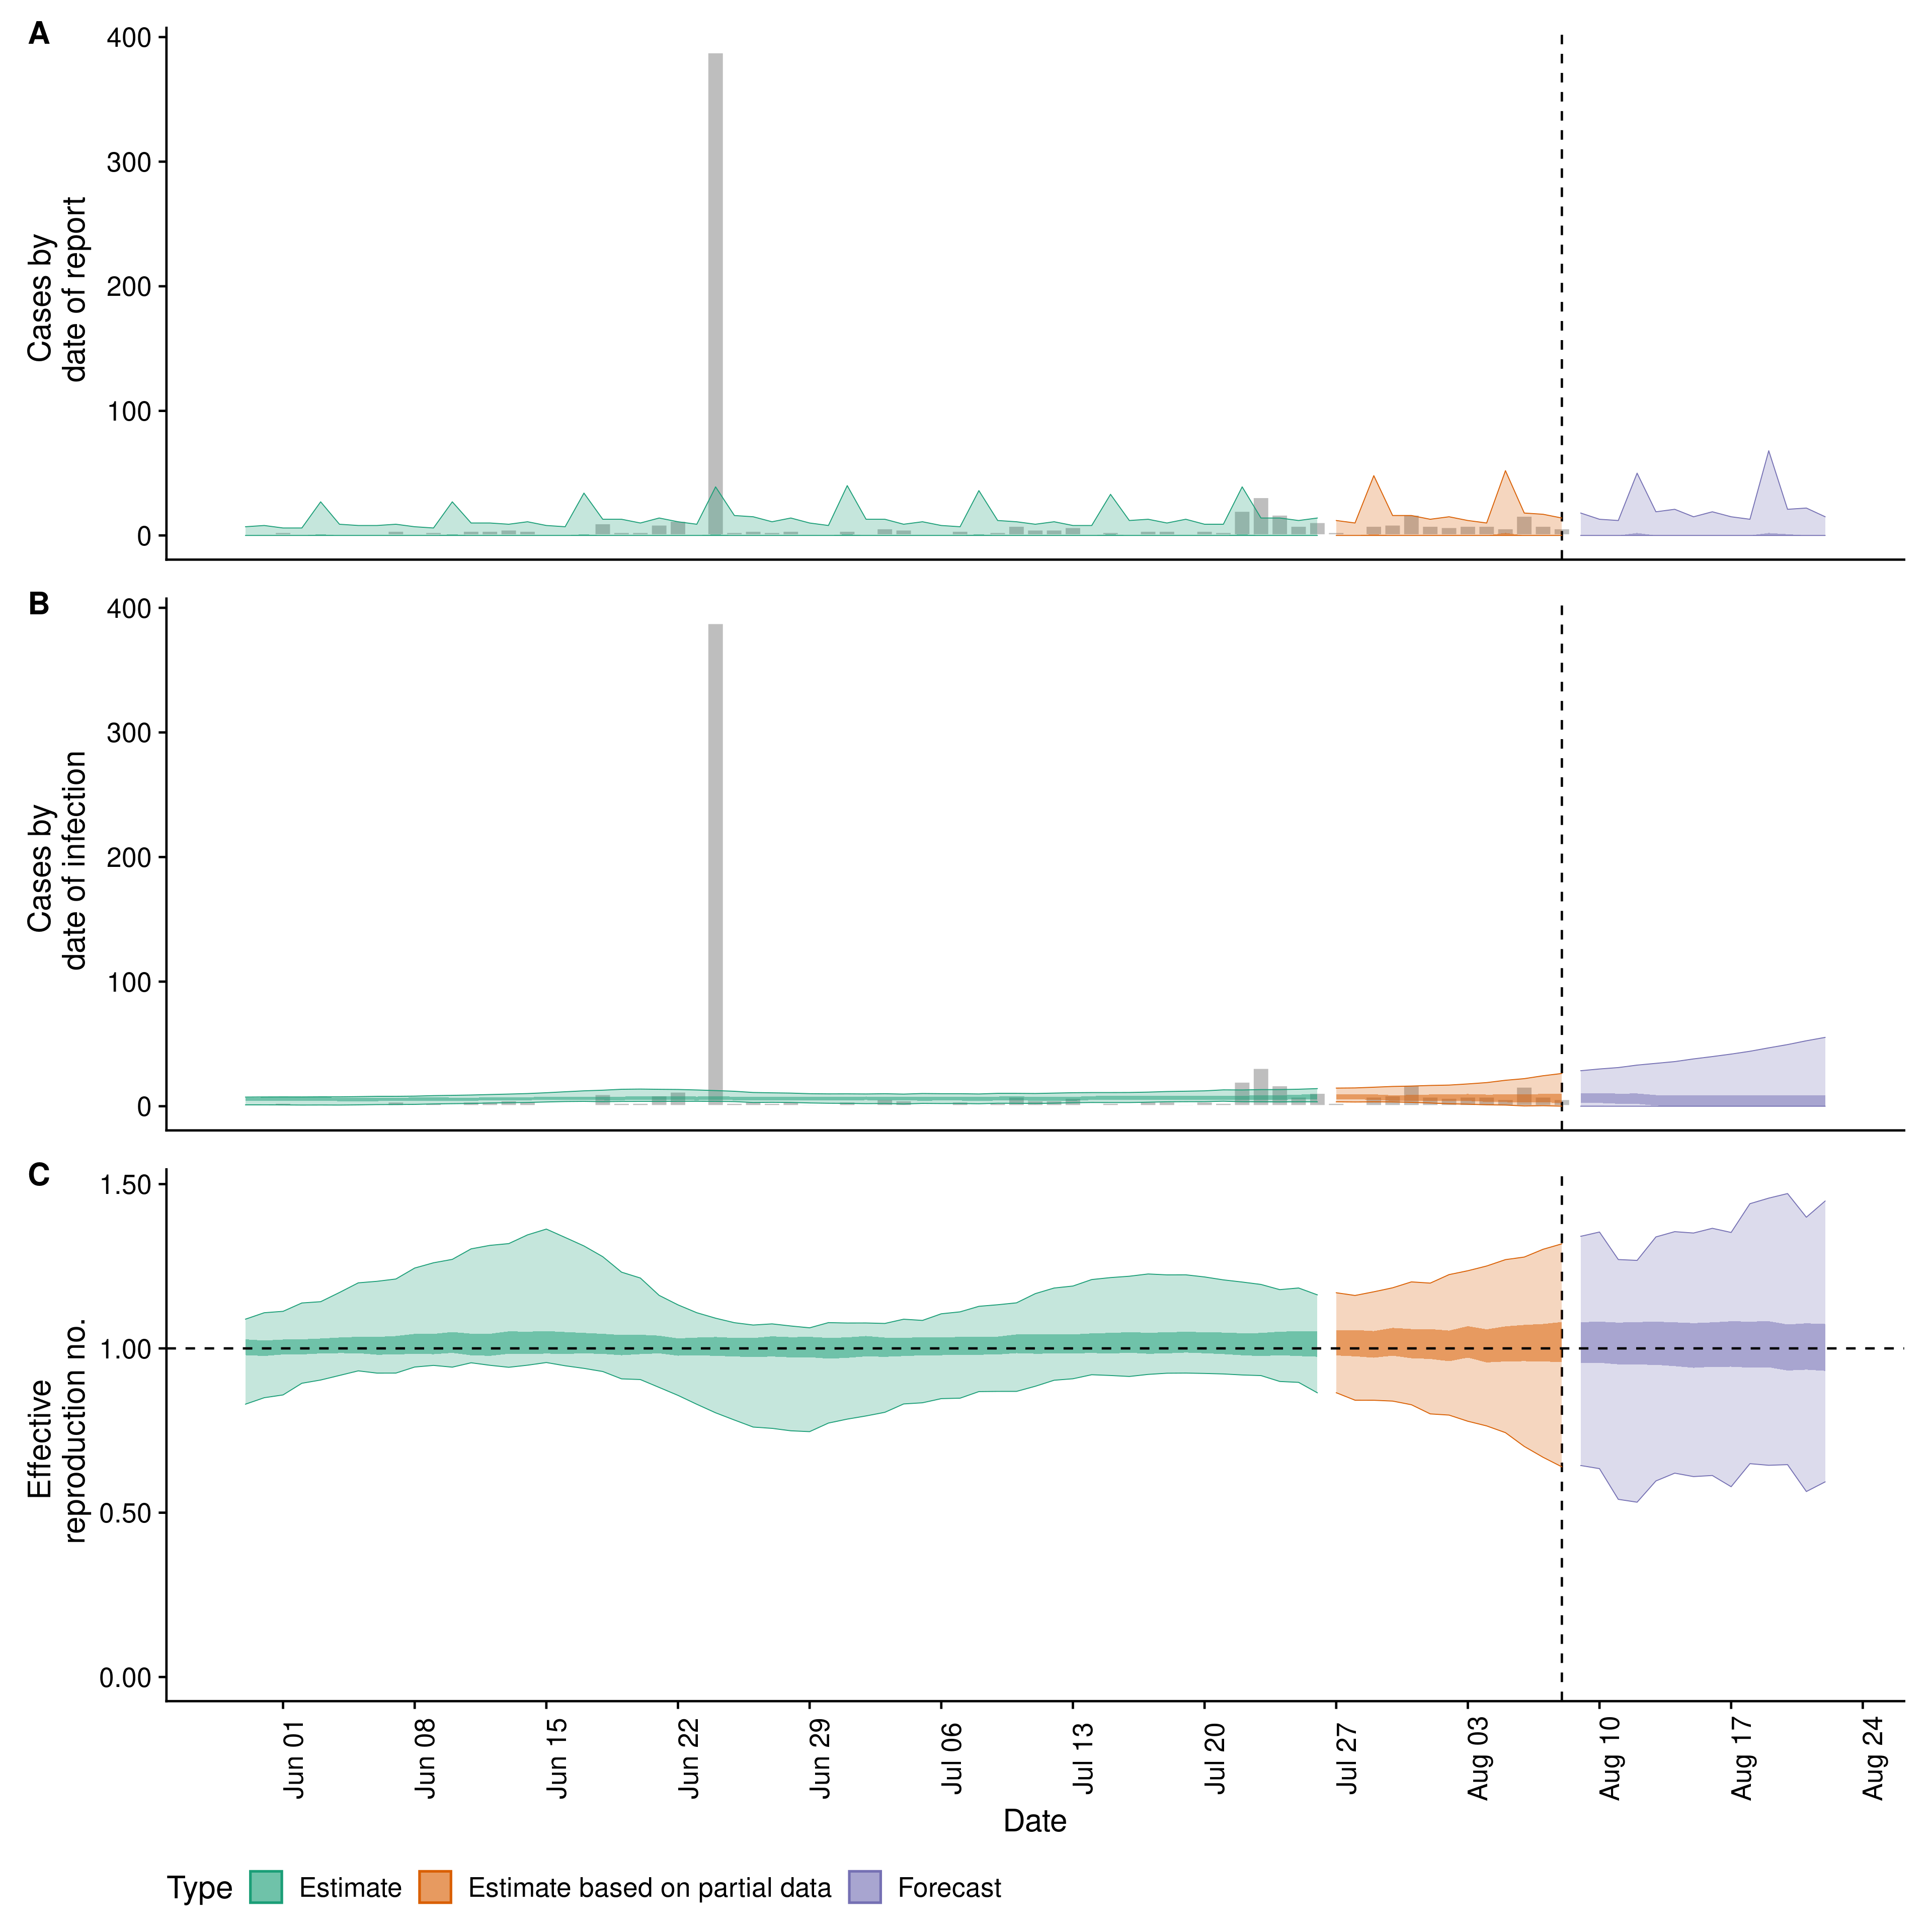 A
400
300
200
100
0
Cases by
date of report
B
400
300
200
100
0
Cases by
date of infection
C
1.50
1.00
0.50
0.00
Effective
reproduction no.
Jun 01
Jun 08
Jun 15
Jun 22
Jun 29
Jul 06
Jul 13
Jul 20
Jul 27
Aug 03
Aug 10
Aug 17
Aug 24
Date
Type Estimate Estimate based on partial data Forecast